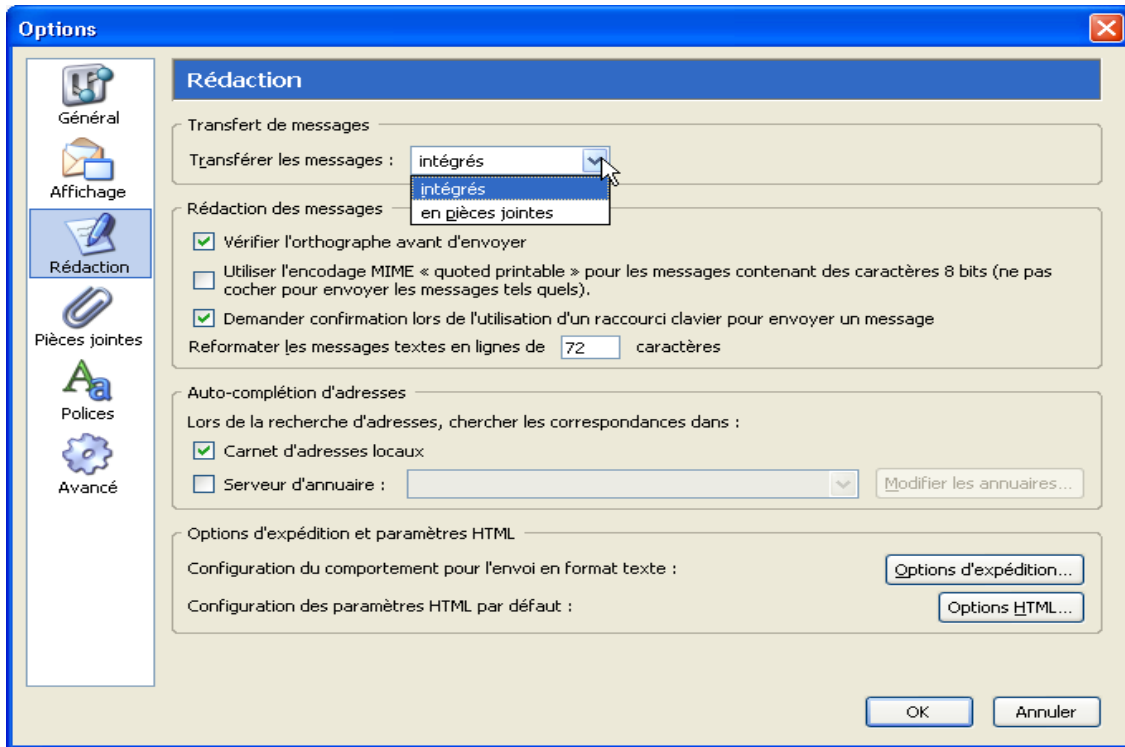 Options
Général
Affichage
Rédaction
Pièces jointes
Polices
Avancé
Rédaction
Transfert de messages
Transférer les messages : intégrés
intégrés
en pièces jointes
Rédaction des messages
Vérifier l'orthographe avant d'envoyer
Utiliser l'encodage MIME « quoted printable » pour les messages contenant des caractères 8 bits (ne pas
cocher pour envoyer les messages tels quels).
Demander confirmation lors de l'utilisation d'un raccourci clavier pour envoyer un message
Reformater les messages textes en lignes de 72 caractères
Auto-complétion d'adresses
Lors de la recherche d'adresses, chercher les correspondances dans :
Carnet d'adresses locaux
Serveur d'annuaire : Modifier les annuaires...
Options d'expédition et paramètres HTML
Configuration du comportement pour l'envoi en format texte : Options d'expédition...
Configuration des paramètres HTML par défaut : Options HTML...
OK Annuler